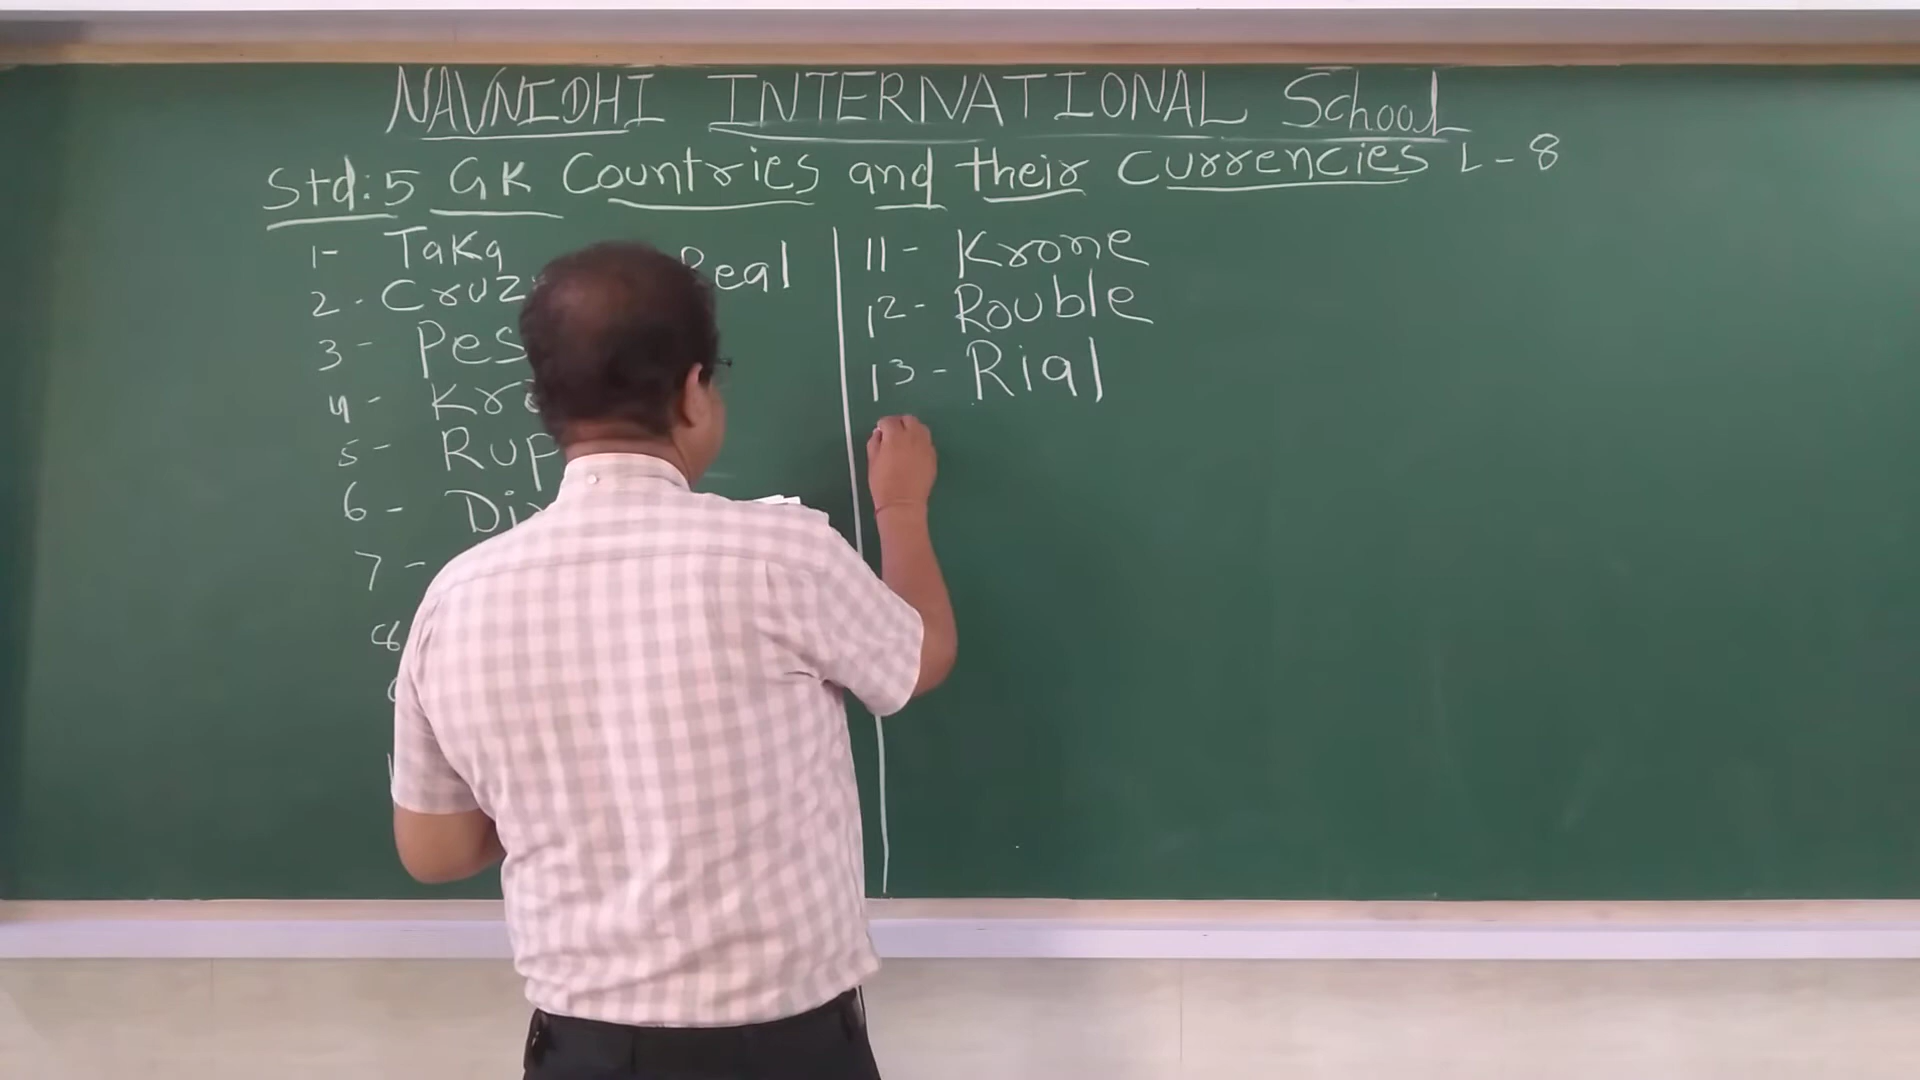 NAVNIDHI INTERNATIONAL School
Std:5 GK Countries and their Currencies L-8
1- Taka
2- Cruz Real
3- Pes
4- Kro
5- Rup
6- Di
7-
8
11- Krone
12- Rouble
13- Rial